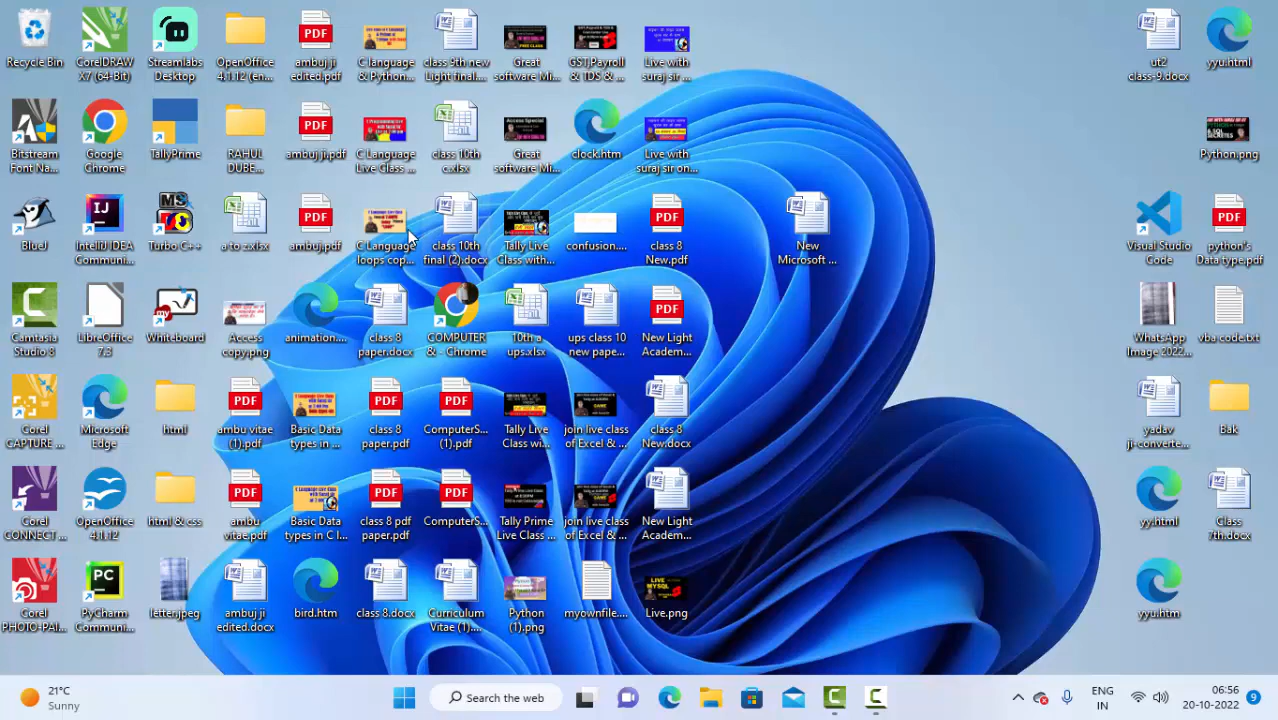 Recycle Bin
CorelDRAW
X7 (64-Bit)
Streamlabs
Desktop
OpenOffice
4.1.12 (en...
ambuj ji
edited.pdf
C language
& Python...
class 9th new
Light final....
Great
software Mi...
GST,Payroll
& TDS & ...
Live with
suraj sir ...
ut2
class-9.docx
yyu.html
Bitstream
Font Na...
Google
Chrome
TallyPrime
RAHUL
DUBE...
ambuj ji.pdf
C Language
Live Class ...
class 10th
c.xlsx
Great
software Mi...
clock.htm
Live with
suraj sir on...
Python.png
BlueJ
IntelliJ IDEA
Communi...
Turbo C++
a to z.xlsx
ambuj.pdf
C Language
loops cop...
class 10th
final (2).docx
Tally Live
Class with...
confusion....
class 8
New.pdf
New
Microsoft ...
Visual Studio
Code
python's
Data type.pdf
Camtasia
Studio 8
LibreOffice
7.3
Whiteboard
Access
copy.png
animation....
class 8
paper.docx
COMPUTER
& - Chrome
10th a
ups.xlsx
ups class 10
new pape...
New Light
Academ...
WhatsApp
Image 2022...
vba code.txt
Corel
CAPTURE ...
Microsoft
Edge
html
ambu vitae
(1).pdf
Basic Data
types in ...
class 8
paper.pdf
ComputerS...
(1).pdf
Tally Live
Class wi...
join live class
of Excel & ...
class 8
New.docx
yadav
ji-converte...
Bak
Corel
CONNECT ...
OpenOffice
4.1.12
html & css
ambu
vitae.pdf
Basic Data
types in C l...
class 8 pdf
paper.pdf
ComputerS...
Tally Prime
Live Class ...
join live class
of Excel & ...
New Light
Academ...
yy.html
Class
7th.docx
Corel
PHOTO-PAI...
PyCharm
Communi...
letter.jpeg
ambuj ji
edited.docx
bird.htm
class 8.docx
Curriculum
Vitae (1)....
Python
(1).png
myownfile....
Live.png
yyu.htm
21°C
Sunny
Search the web
ENG
IN
06:56
20-10-2022
9